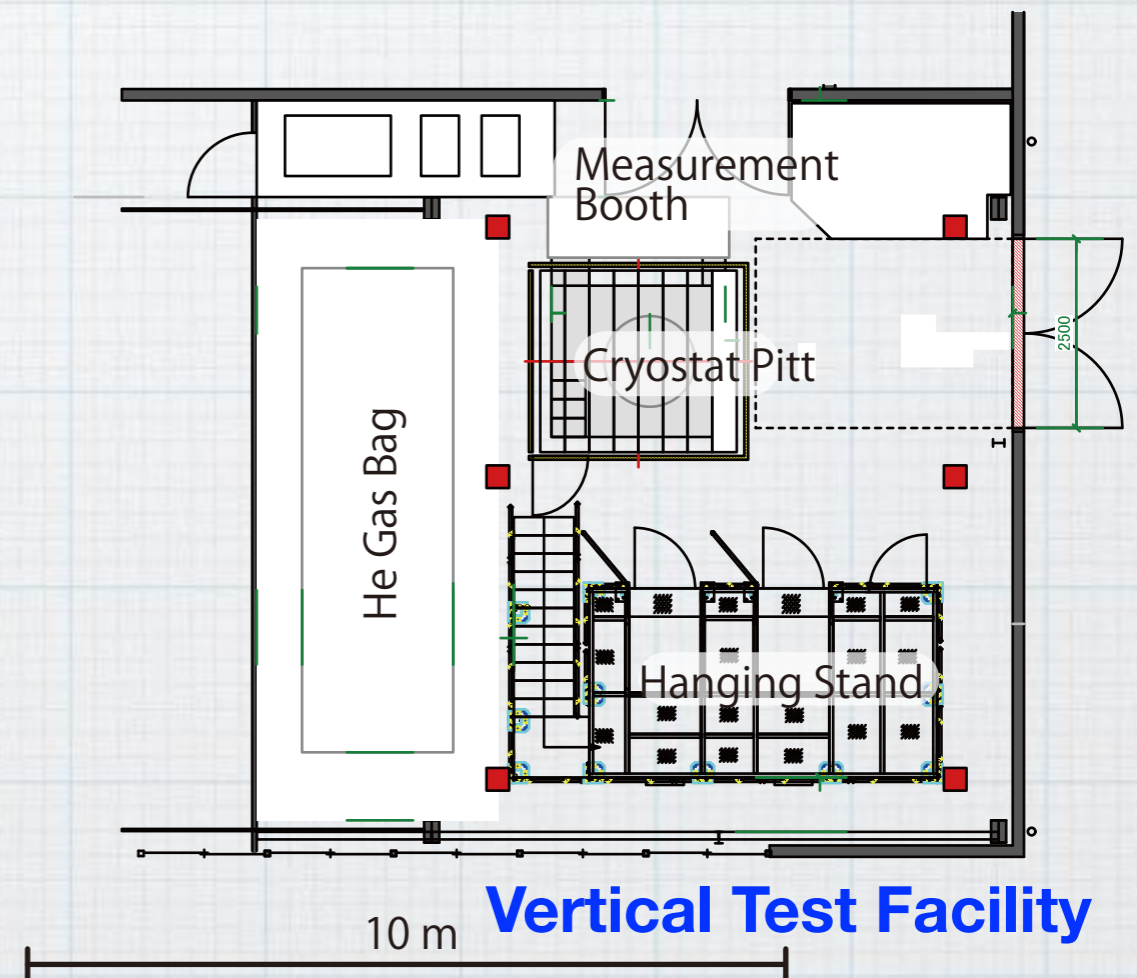 Measurement
Booth
2500
Cryostat Pitt
He Gas Bag
Hanging Stand
Vertical Test Facility
10 m